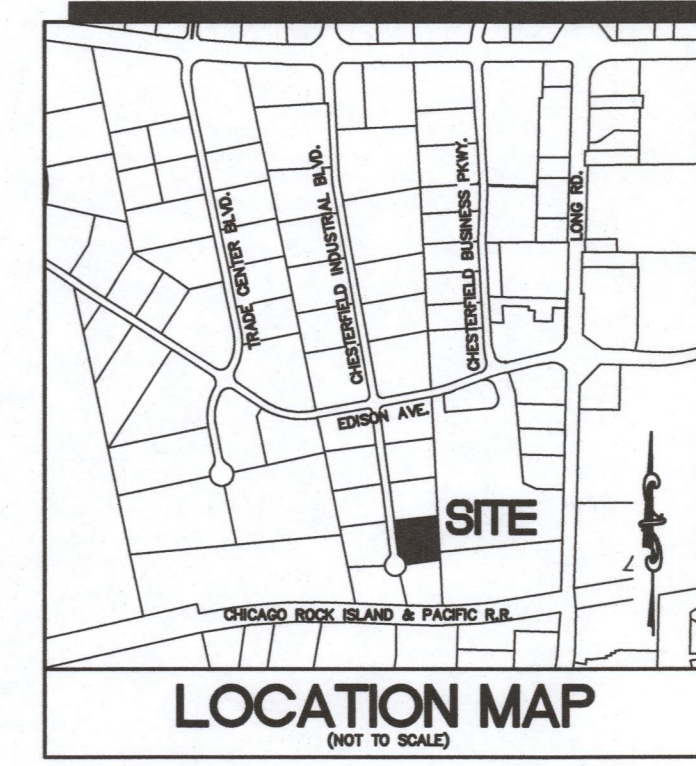 TRADE CENTER BLVD.
CHESTERFIELD INDUSTRIAL BLVD.
CHESTERFIELD BUSINESS PKWY.
LONG RD.
EDISON AVE.
SITE
CHICAGO ROCK ISLAND & PACIFIC R.R.
LOCATION MAP
(NOT TO SCALE)